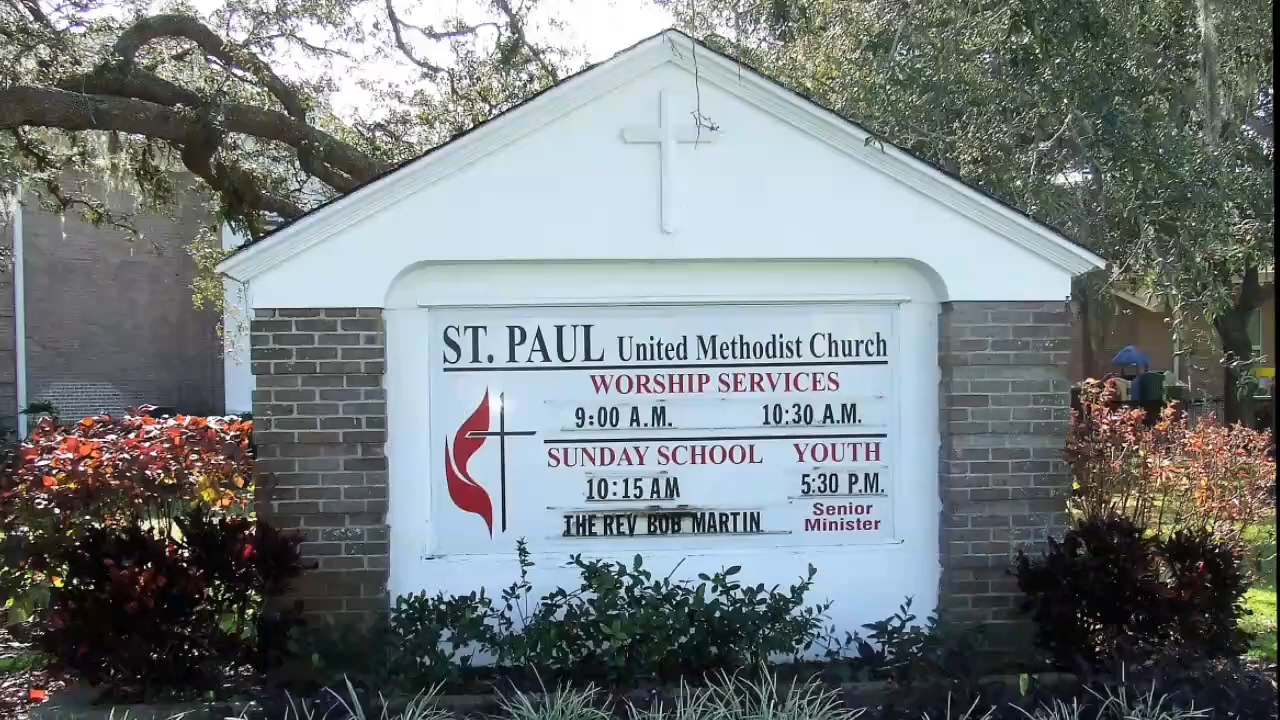 ST. PAUL United Methodist Church
WORSHIP SERVICES
9:00 A.M. 10:30 A.M.
SUNDAY SCHOOL YOUTH
10:15 AM 5:30 P.M.
THE REV BOB MARTIN Senior Minister